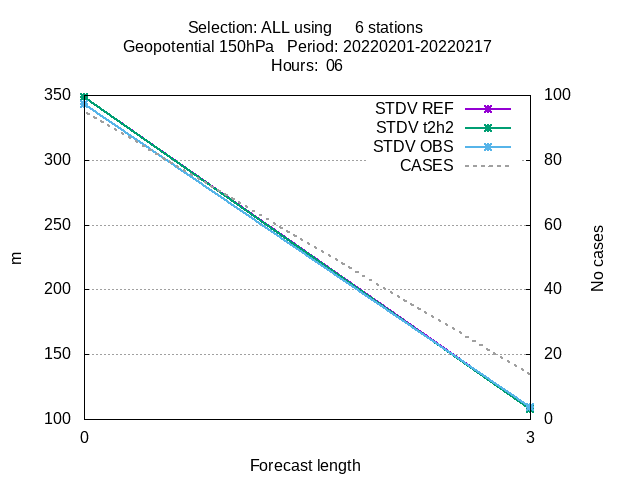 Selection: ALL using 6 stations
Geopotential 150hPa Period: 20220201-20220217
Hours: 06
350 100
STDV REF
STDV t2h2
STDV OBS
CASES
300 80
250 60
m No cases
200 40
150 20
100 0
0 3
Forecast length